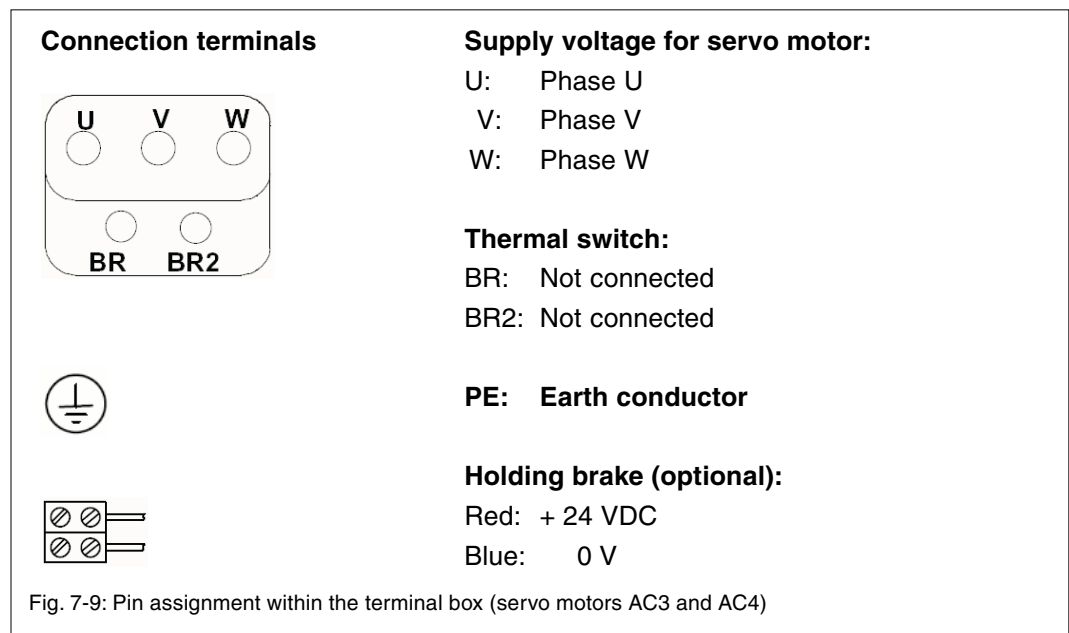 Connection terminals
U V W
BR BR2
Supply voltage for servo motor:
U: Phase U
V: Phase V
W: Phase W
Thermal switch:
BR: Not connected
BR2: Not connected
PE: Earth conductor
Holding brake (optional):
Red: + 24 VDC
Blue: 0 V
Fig. 7-9: Pin assignment within the terminal box (servo motors AC3 and AC4)